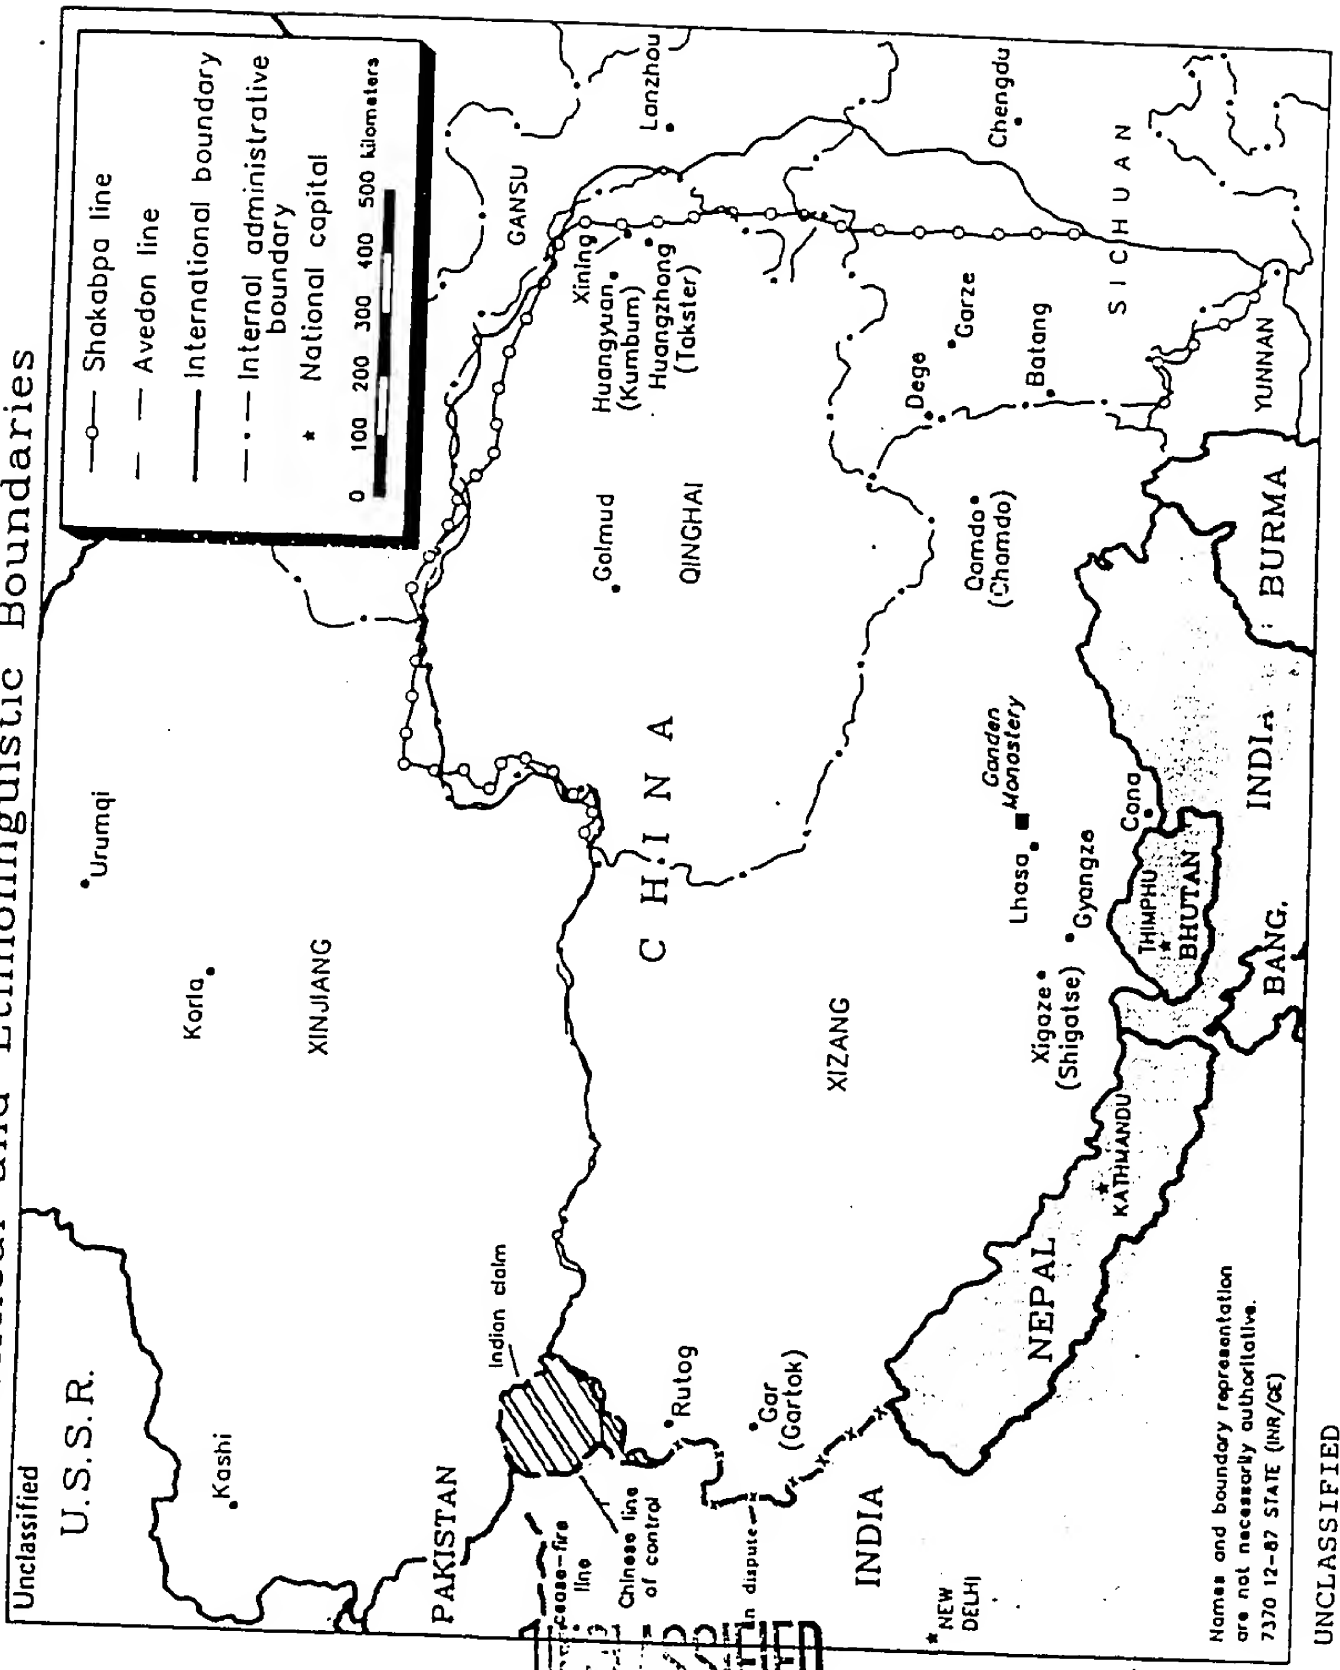 and Ethnolinguistic Boundaries
Unclassified
U.S.S.R.
Shakabpa line
Avedon line
International boundary
Internal administrative
boundary
National capital
0 100 200 300 400 500 kilometers
Urumqi
Korla
Kashi
XINJIANG
GANSU
Lanzhou
Xining
Huangyuan
(Kumbum)
Huangzhong
(Takster)
Golmud
QINGHAI
CHINA
Indian claim
PAKISTAN
cease-fire
line
Chinese line
of control
In dispute
Rutog
Gar
(Gartok)
XIZANG
Chengdu
SICHUAN
Garze
Dege
Batang
Qamdo
(Chamdo)
Ganden
Monastery
Lhasa
Gyangze
Xigaze
(Shigatse)
Cona
THIMPHU
BHUTAN
KATHMANDU
NEPAL
INDIA
NEW
DELHI
YUNNAN
BURMA
INDIA
BANG.
Names and boundary representation
are not necessarily authoritative.
7370 12-87 STATE (INR/GE)
UNCLASSIFIED